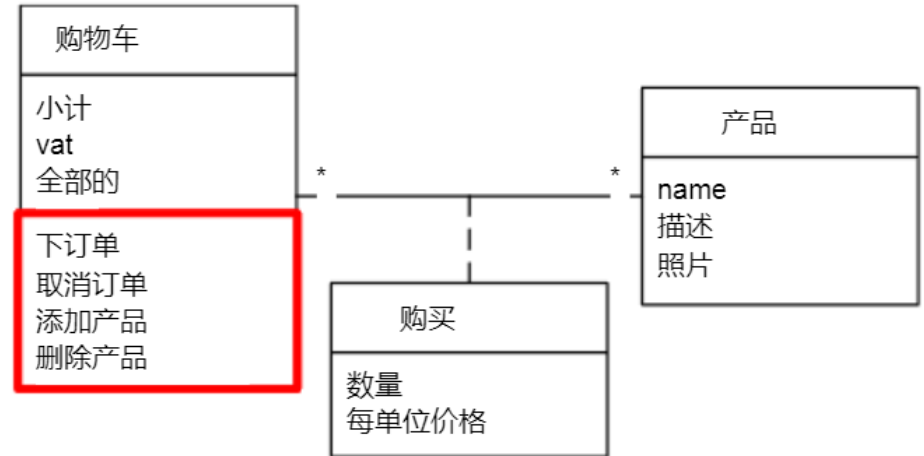 购物车
小计
vat
全部的
下订单
取消订单
添加产品
删除产品
*
*
产品
name
描述
照片
购买
数量
每单位价格